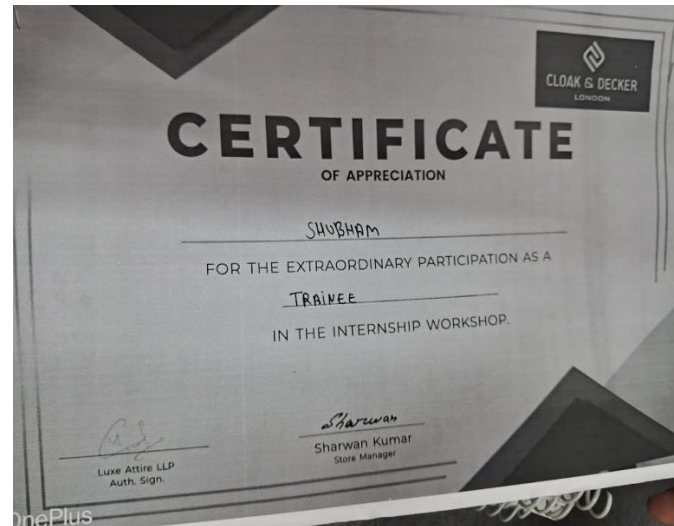 CLOAK & DECKER
LONDON
CERTIFICATE
OF APPRECIATION
SHUBHAM
FOR THE EXTRAORDINARY PARTICIPATION AS A
TRAINEE
IN THE INTERNSHIP WORKSHOP.
Luxe Attire LLP
Auth. Sign.
Sharwan
Sharwan Kumar
Store Manager
OnePlus